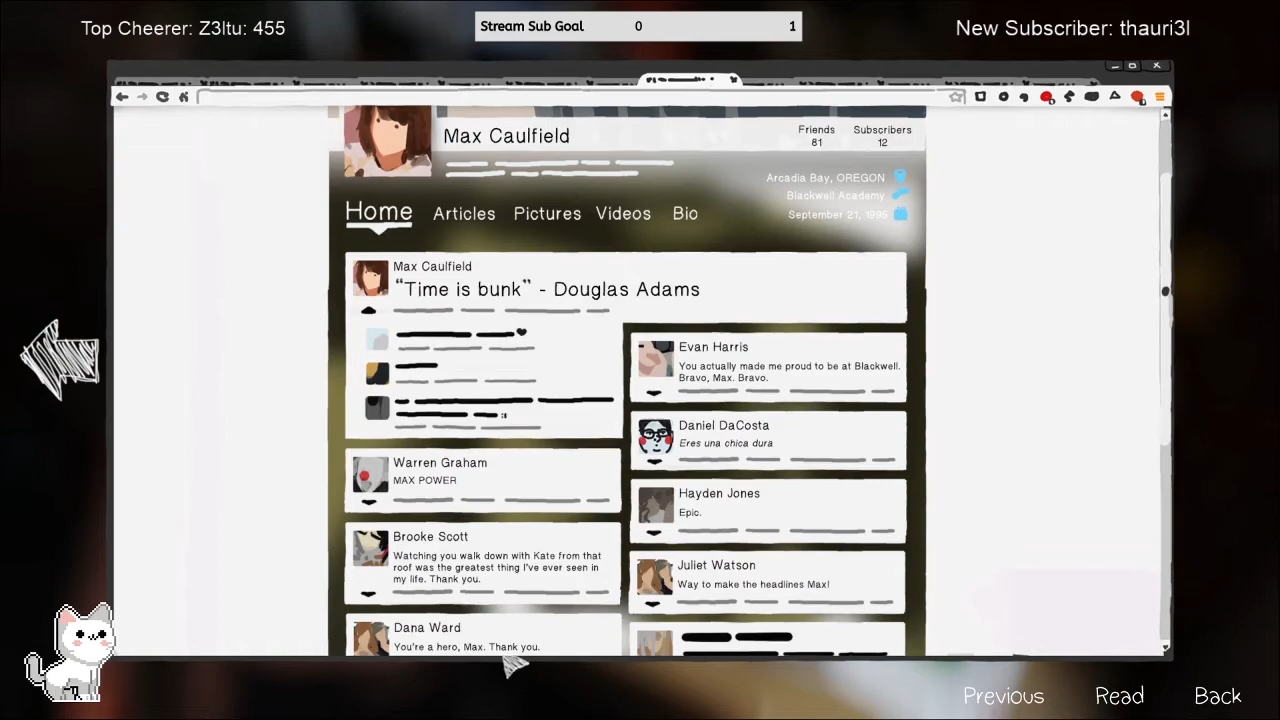 Top Cheerer: Z3ltu: 455
Stream Sub Goal 0 1
New Subscriber: thauri3l
Max Caulfield
Friends
81
Subscribers
12
Arcadia Bay, OREGON
Blackwell Academy
September 21, 1995
Home Articles Pictures Videos Bio
Max Caulfield
“Time is bunk” - Douglas Adams
Evan Harris
You actually made me proud to be at Blackwell.
Bravo, Max. Bravo.
Daniel DaCosta
Eres una chica dura
Warren Graham
MAX POWER
Hayden Jones
Epic.
Brooke Scott
Watching you walk down with Kate from that
roof was the greatest thing I've ever seen in
my life. Thank you.
Juliet Watson
Way to make the headlines Max!
Dana Ward
You're a hero, Max. Thank you.
Previous Read Back